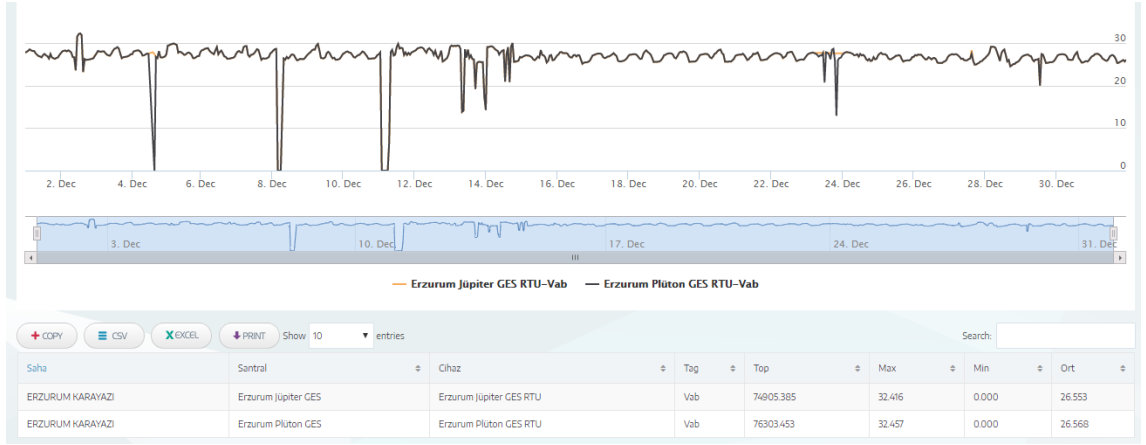 30
20
10
0
2. Dec 4. Dec 6. Dec 8. Dec 10. Dec 12. Dec 14. Dec 16. Dec 18. Dec 20. Dec 22. Dec 24. Dec 26. Dec 28. Dec 30. Dec
3. Dec 10. Dec 17. Dec 24. Dec 31. Dec
Erzurum Jüpiter GES RTU-Vab Erzurum Plüton GES RTU-Vab
COPY CSV EXCEL PRINT Show 10 entries Search:
Saha Santral Cihaz Tag Top Max Min Ort
ERZURUM KARAYAZI Erzurum Jüpiter GES Erzurum Jüpiter GES RTU Vab 74905.385 32.416 0.000 26.553
ERZURUM KARAYAZI Erzurum Plüton GES Erzurum Plüton GES RTU Vab 76303.453 32.457 0.000 26.568